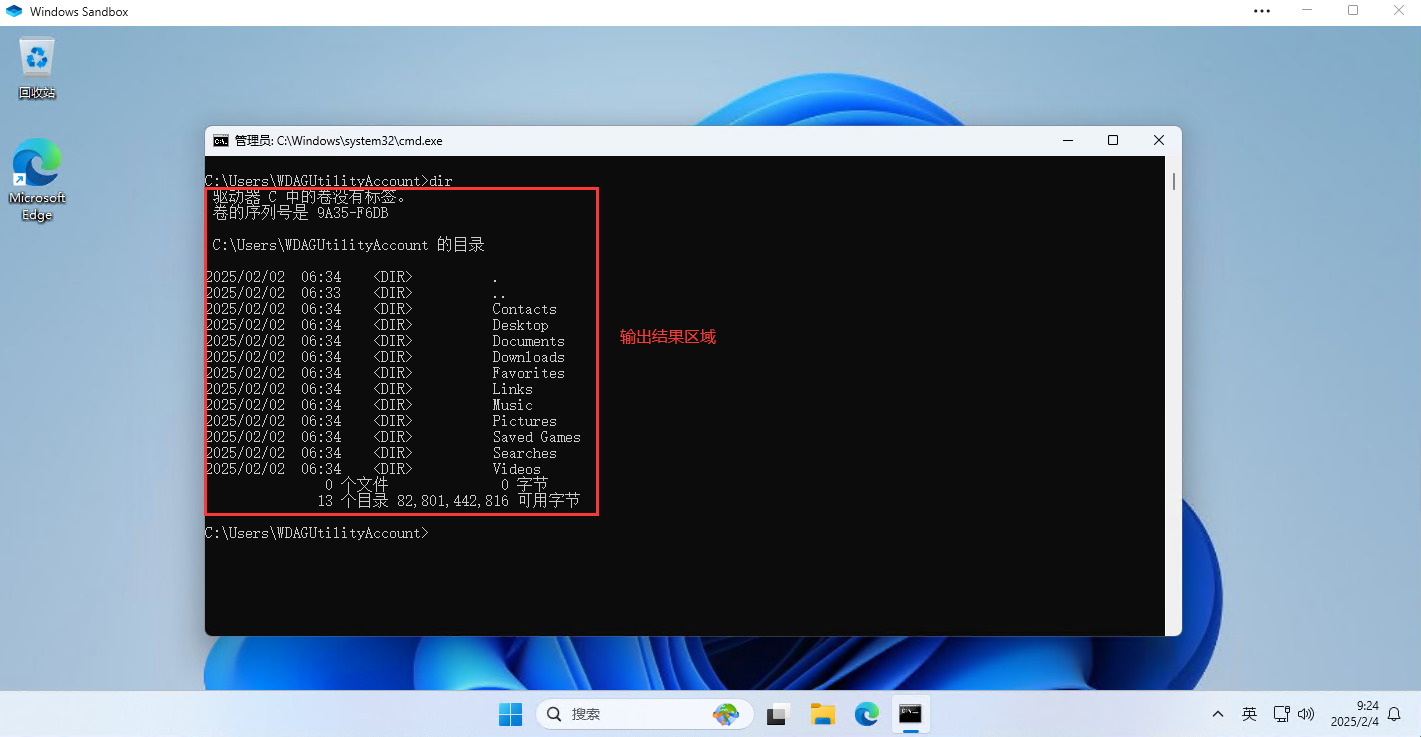 Windows Sandbox
回收站
Microsoft
Edge
管理员: C:\Windows\system32\cmd.exe
C:\Users\WDAGUtilityAccount>dir
驱动器 C 中的卷没有标签。
卷的序列号是 9A35-F6DB
C:\Users\WDAGUtilityAccount 的目录
2025/02/02 06:34 <DIR> .
2025/02/02 06:33 <DIR> ..
2025/02/02 06:34 <DIR> Contacts
2025/02/02 06:34 <DIR> Desktop
2025/02/02 06:34 <DIR> Documents
2025/02/02 06:34 <DIR> Downloads
2025/02/02 06:34 <DIR> Favorites
2025/02/02 06:34 <DIR> Links
2025/02/02 06:34 <DIR> Music
2025/02/02 06:34 <DIR> Pictures
2025/02/02 06:34 <DIR> Saved Games
2025/02/02 06:34 <DIR> Searches
2025/02/02 06:34 <DIR> Videos
0 个文件 0 字节
13 个目录 82,801,442,816 可用字节
输出结果区域
C:\Users\WDAGUtilityAccount>
搜索
英
9:24
2025/2/4